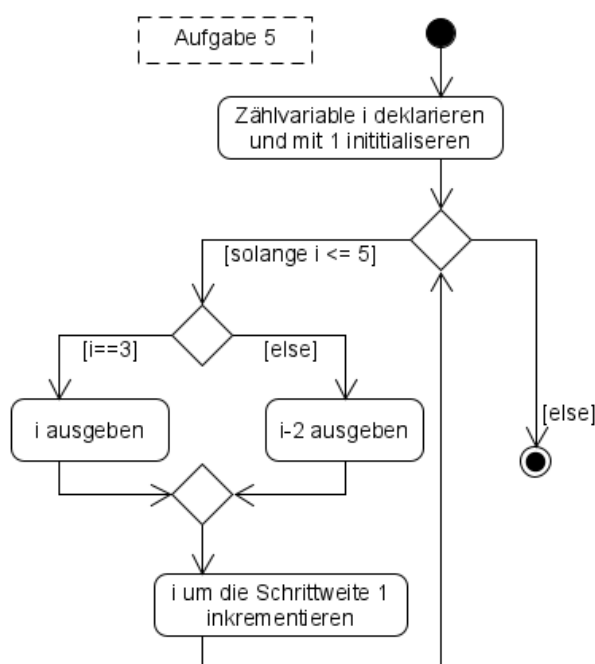 Aufgabe 5
Zählvariable i deklarieren
und mit 1 inititialiseren
[solange i <= 5]
[i==3]
[else]
i ausgeben
i-2 ausgeben
[else]
i um die Schrittweite 1
inkrementieren